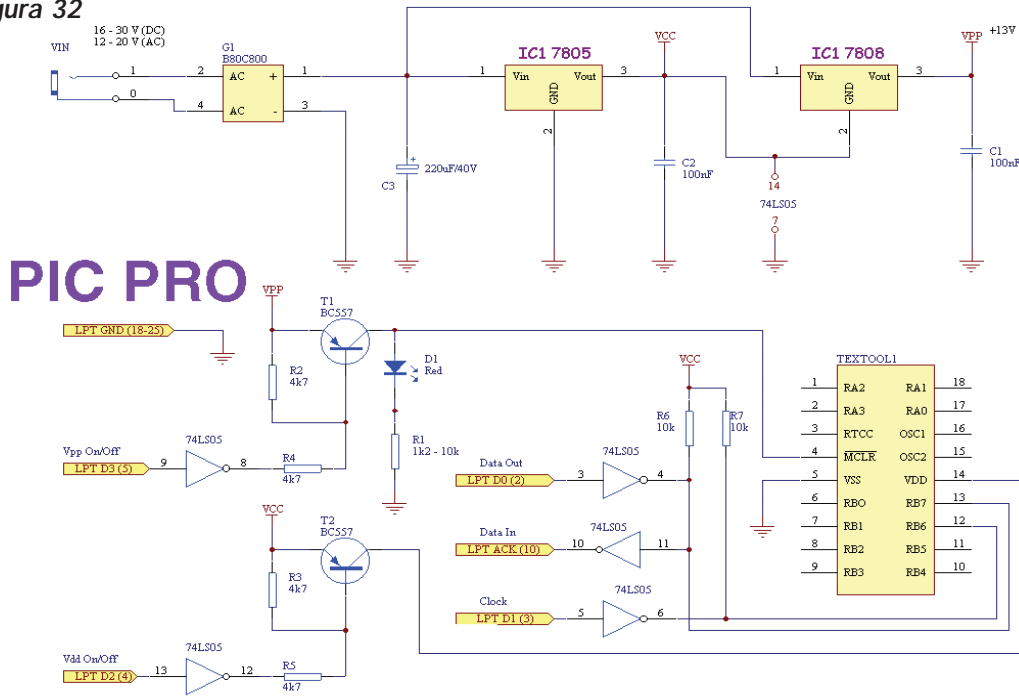 gura 32
16 - 30 V (DC)
12 - 20 V (AC)
VIN
G1
B80C800
1
0
2
4
AC
AC
+
-
1
3
C3
+
220uF/40V
IC1 7805
1
Vin
Vout
GND
3
2
VCC
C2
100nF
14
74LS05
7
IC1 7808
1
Vin
Vout
GND
3
2
VPP
+13V
C1
100nF
PIC PRO
LPT GND (18-25)
VPP
T1
BC557
R2
4k7
D1
Red
R1
1k2 - 10k
Vpp On/Off
LPT D3 (5)
9
74LS05
8
R4
4k7
VCC
T2
BC557
R3
4k7
Vdd On/Off
LPT D2 (4)
13
74LS05
12
R5
4k7
VCC
R6
10k
R7
10k
Data Out
LPT D0 (2)
3
74LS05
4
Data In
LPT ACK (10)
10
74LS05
11
Clock
LPT D1 (3)
5
74LS05
6
TEXTOOL1
1 RA2 RA1 18
2 RA3 RA0 17
3 RTCC OSC1 16
4 MCLR OSC2 15
5 VSS VDD 14
6 RBO RB7 13
7 RB1 RB6 12
8 RB2 RB5 11
9 RB3 RB4 10